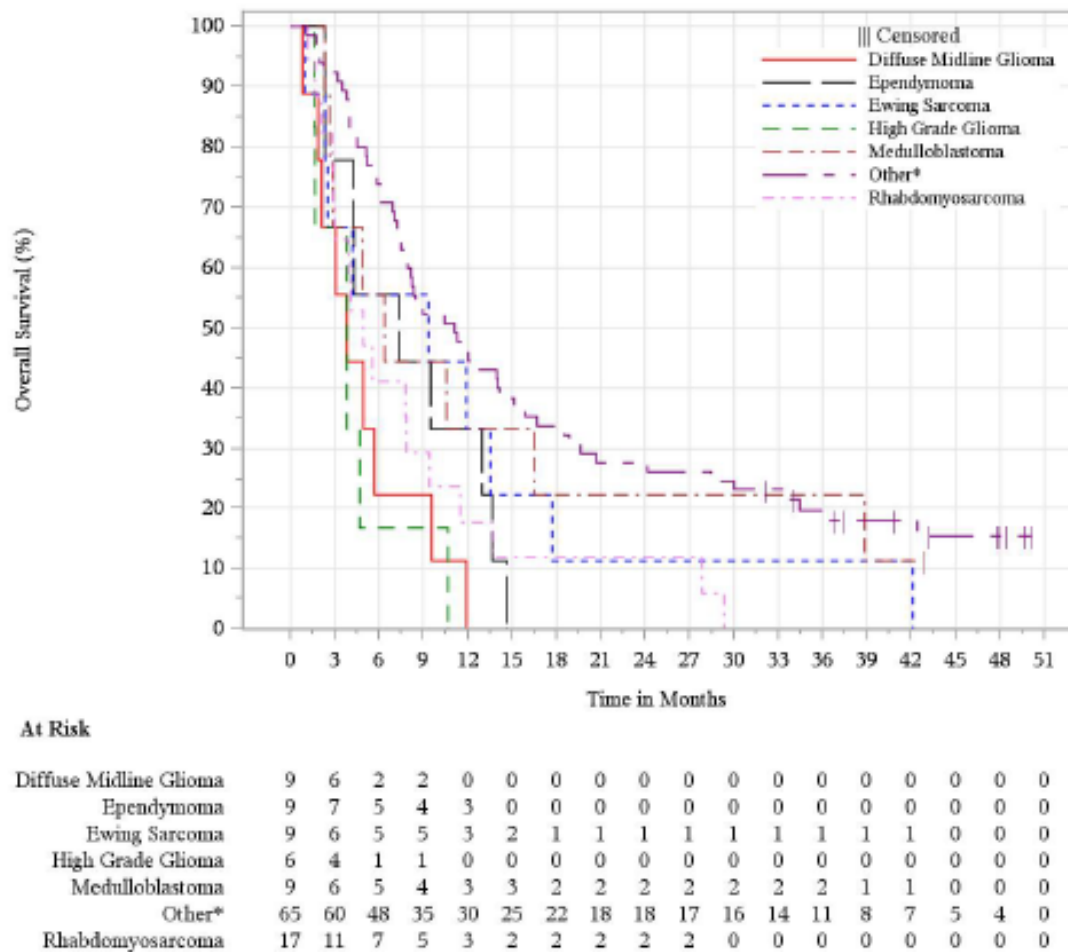 100
90
80
70
60
50
40
30
20
10
0
Overall Survival (%)
||| Censored
Diffuse Midline Glioma
Ependymoma
Ewing Sarcoma
High Grade Glioma
Medulloblastoma
Other*
Rhabdomyosarcoma
0 3 6 9 12 15 18 21 24 27 30 33 36 39 42 45 48 51
Time in Months
At Risk
Diffuse Midline Glioma 9 6 2 2 0 0 0 0 0 0 0 0 0 0 0 0 0 0
Ependymoma 9 7 5 4 3 0 0 0 0 0 0 0 0 0 0 0 0 0
Ewing Sarcoma 9 6 5 5 3 2 1 1 1 1 1 1 1 1 1 0 0 0
High Grade Glioma 6 4 1 1 0 0 0 0 0 0 0 0 0 0 0 0 0 0
Medulloblastoma 9 6 5 4 3 3 2 2 2 2 2 2 2 1 1 0 0 0
Other* 65 60 48 35 30 25 22 18 18 17 16 14 11 8 7 5 4 0
Rhabdomyosarcoma 17 11 7 5 3 2 2 2 2 2 0 0 0 0 0 0 0 0